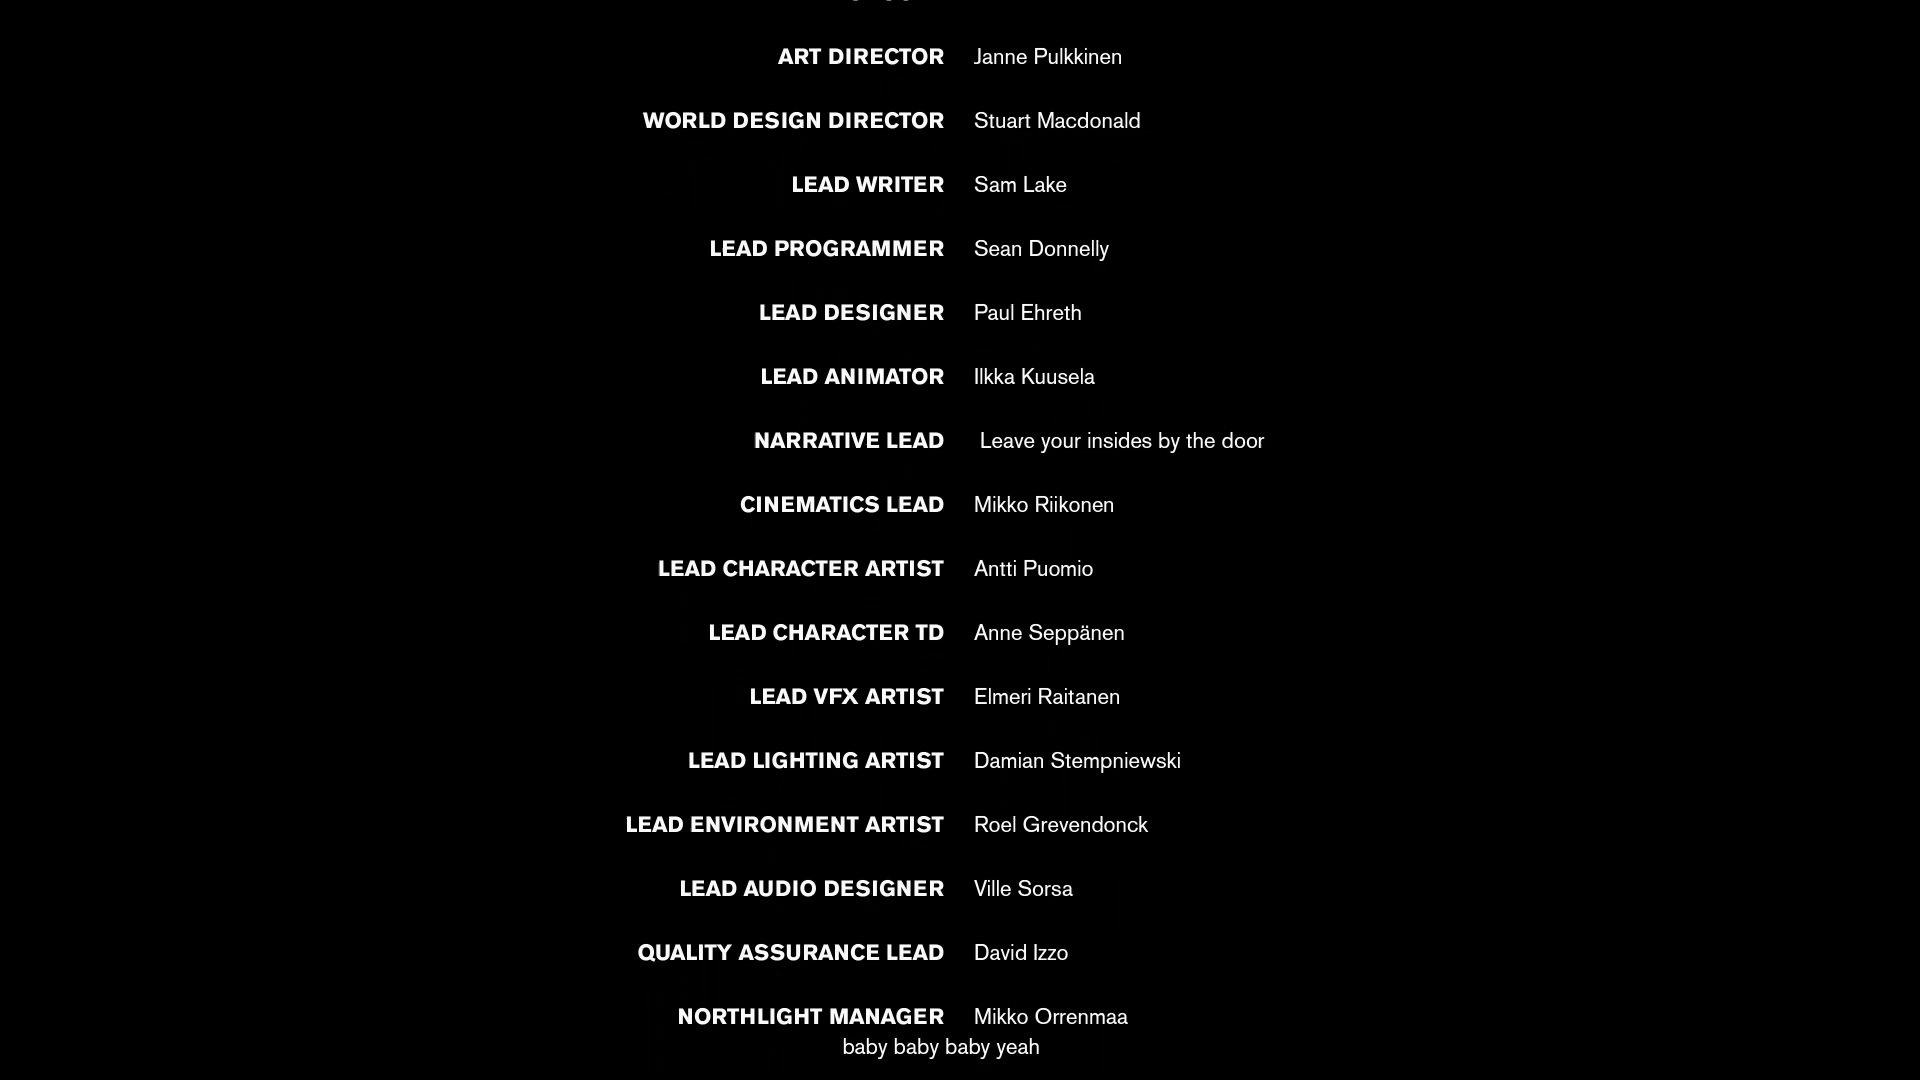 ART DIRECTOR Janne Pulkkinen
WORLD DESIGN DIRECTOR Stuart Macdonald
LEAD WRITER Sam Lake
LEAD PROGRAMMER Sean Donnelly
LEAD DESIGNER Paul Ehreth
LEAD ANIMATOR Ilkka Kuusela
NARRATIVE LEAD Leave your insides by the door
CINEMATICS LEAD Mikko Riikonen
LEAD CHARACTER ARTIST Antti Puomio
LEAD CHARACTER TD Anne Seppänen
LEAD VFX ARTIST Elmeri Raitanen
LEAD LIGHTING ARTIST Damian Stempniewski
LEAD ENVIRONMENT ARTIST Roel Grevendonck
LEAD AUDIO DESIGNER Ville Sorsa
QUALITY ASSURANCE LEAD David Izzo
NORTHLIGHT MANAGER Mikko Orrenmaa
baby baby baby yeah